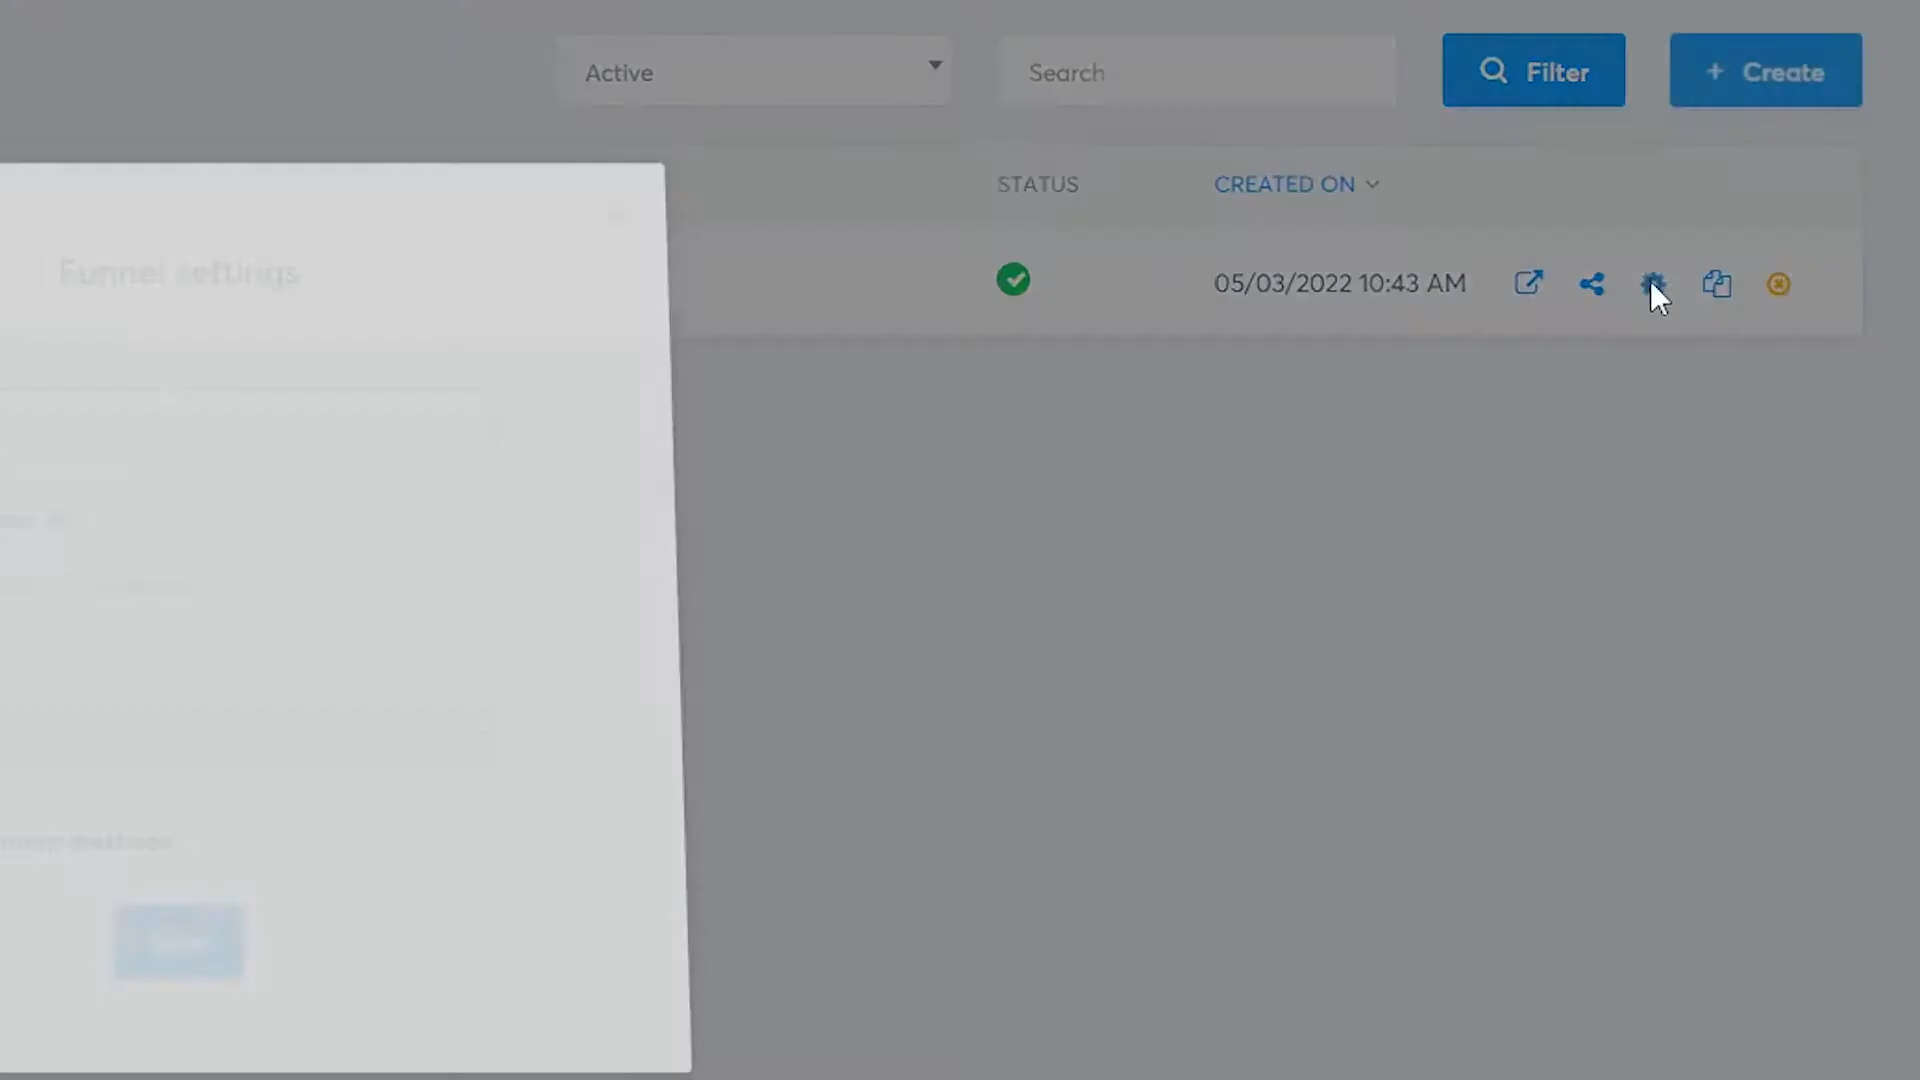 Active
Search
Filter
+ Create
STATUS
CREATED ON
05/03/2022 10:43 AM
Funnel settings